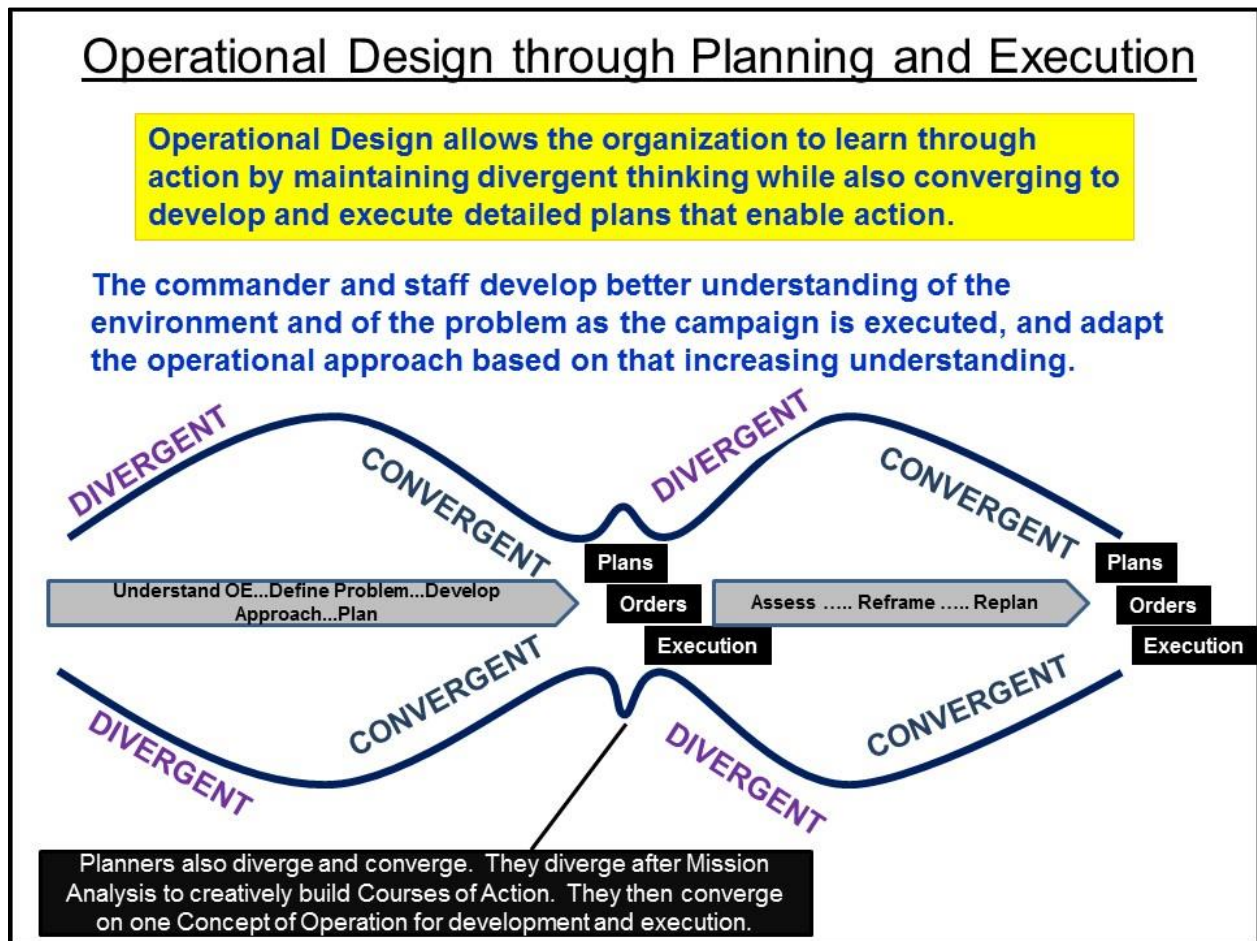 Operational Design through Planning and Execution
Operational Design allows the organization to learn through
action by maintaining divergent thinking while also converging to
develop and execute detailed plans that enable action.
The commander and staff develop better understanding of the
environment and of the problem as the campaign is executed, and adapt
the operational approach based on that increasing understanding.
DIVERGENT
CONVERGENT
DIVERGENT
CONVERGENT
Understand OE...Define Problem...Develop
Approach...Plan
Plans
Orders
Execution
Assess ….. Reframe ….. Replan
Plans
Orders
Execution
DIVERGENT
CONVERGENT
DIVERGENT
CONVERGENT
Planners also diverge and converge. They diverge after Mission
Analysis to creatively build Courses of Action. They then converge
on one Concept of Operation for development and execution.